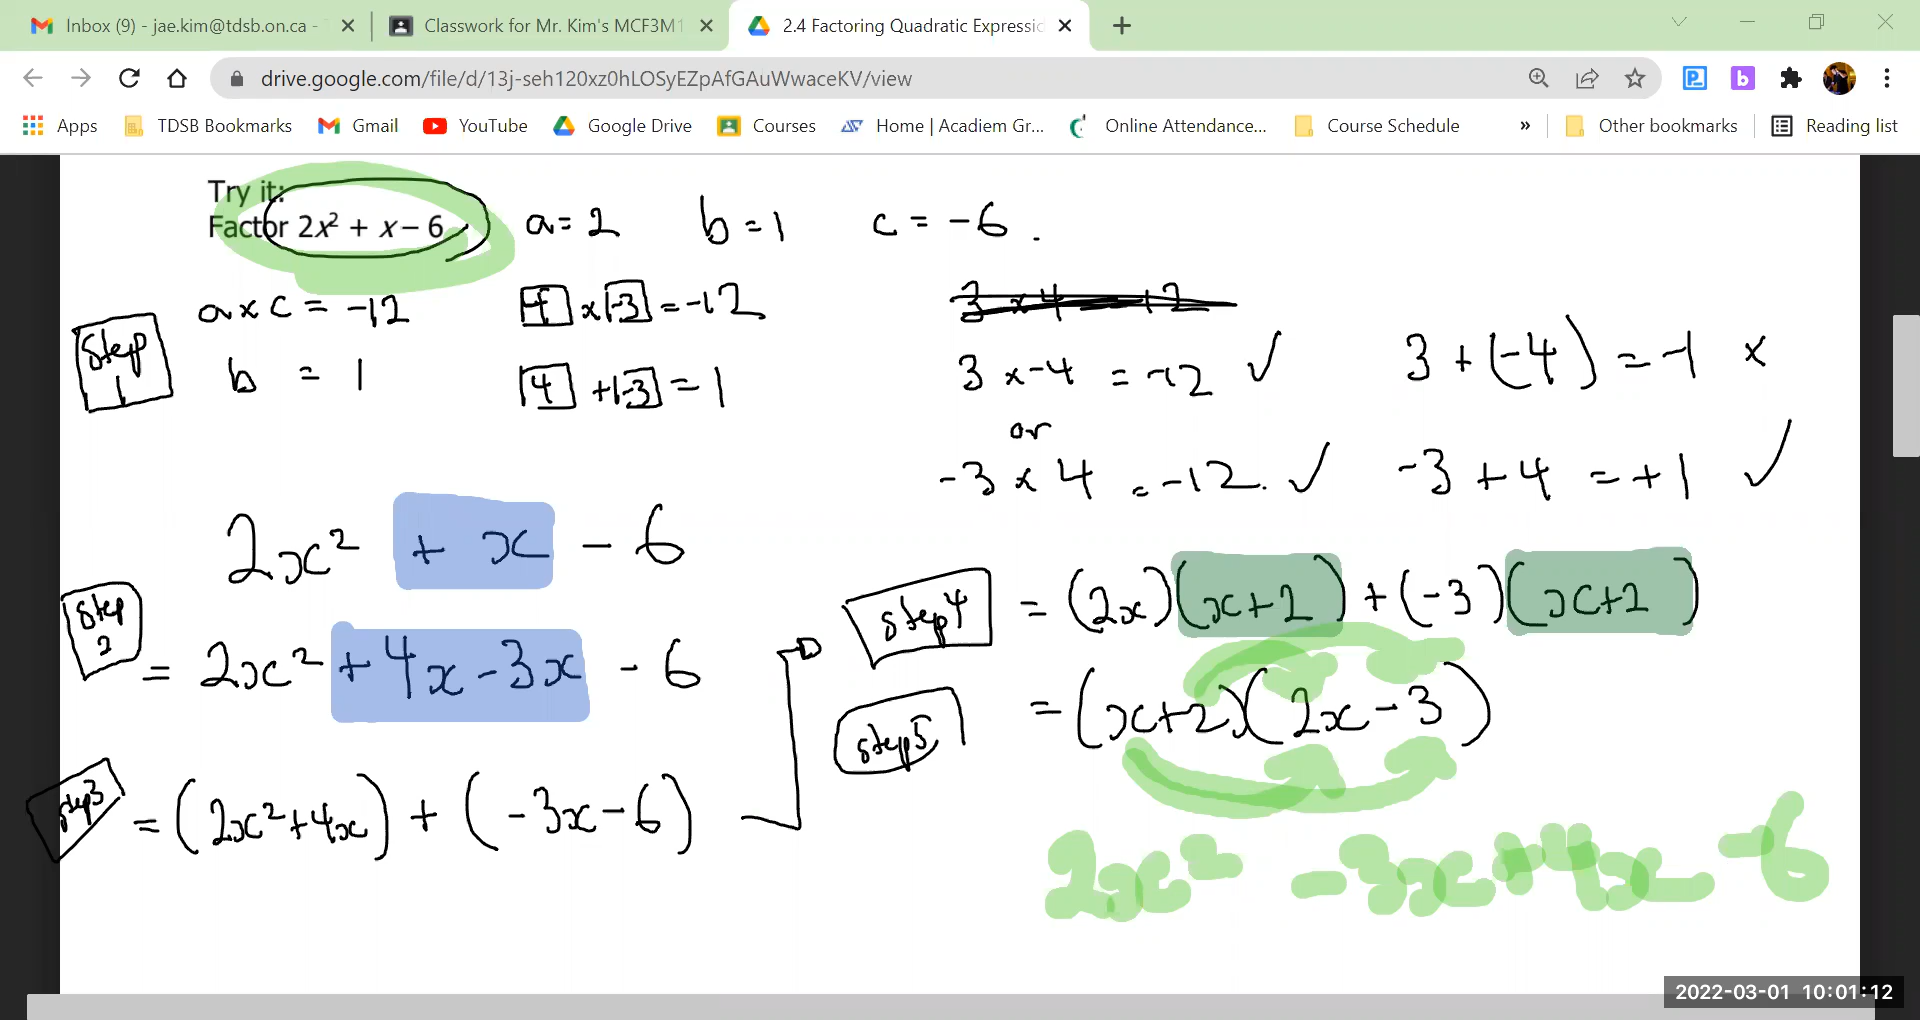 Inbox (9) - jae.kim@tdsb.on.ca -
Classwork for Mr. Kim's MCF3M1
2.4 Factoring Quadratic Expressio
drive.google.com/file/d/13j-seh120xz0hLOSyEZpAfGAuWwaceKV/view
Apps TDSB Bookmarks Gmail YouTube Google Drive Courses Home | Acadiem Gr... Online Attendance... Course Schedule » Other bookmarks Reading list
Try it:
Factor 2x² + x − 6 a = 2 b = 1 c = -6.
Step 1
a x c = -12
b = 1
x -3 = -12
4 + -3 = 1
3 x 4 = 12
3 x -4 = -12 ✓ 3 + (-4) = -1 x
or
-3 x 4 = -12. ✓ -3 + 4 = +1 ✓
2x² + x - 6
Step 2
= 2x² + 4x - 3x - 6
Step 3
= (2x² + 4x) + (-3x - 6)
Step 4
= (2x)(x+2) + (-3)(x+2)
Step 5
= (x+2)(2x-3)
2x² - 3x + 4x - 6
2022-03-01 10:01:12